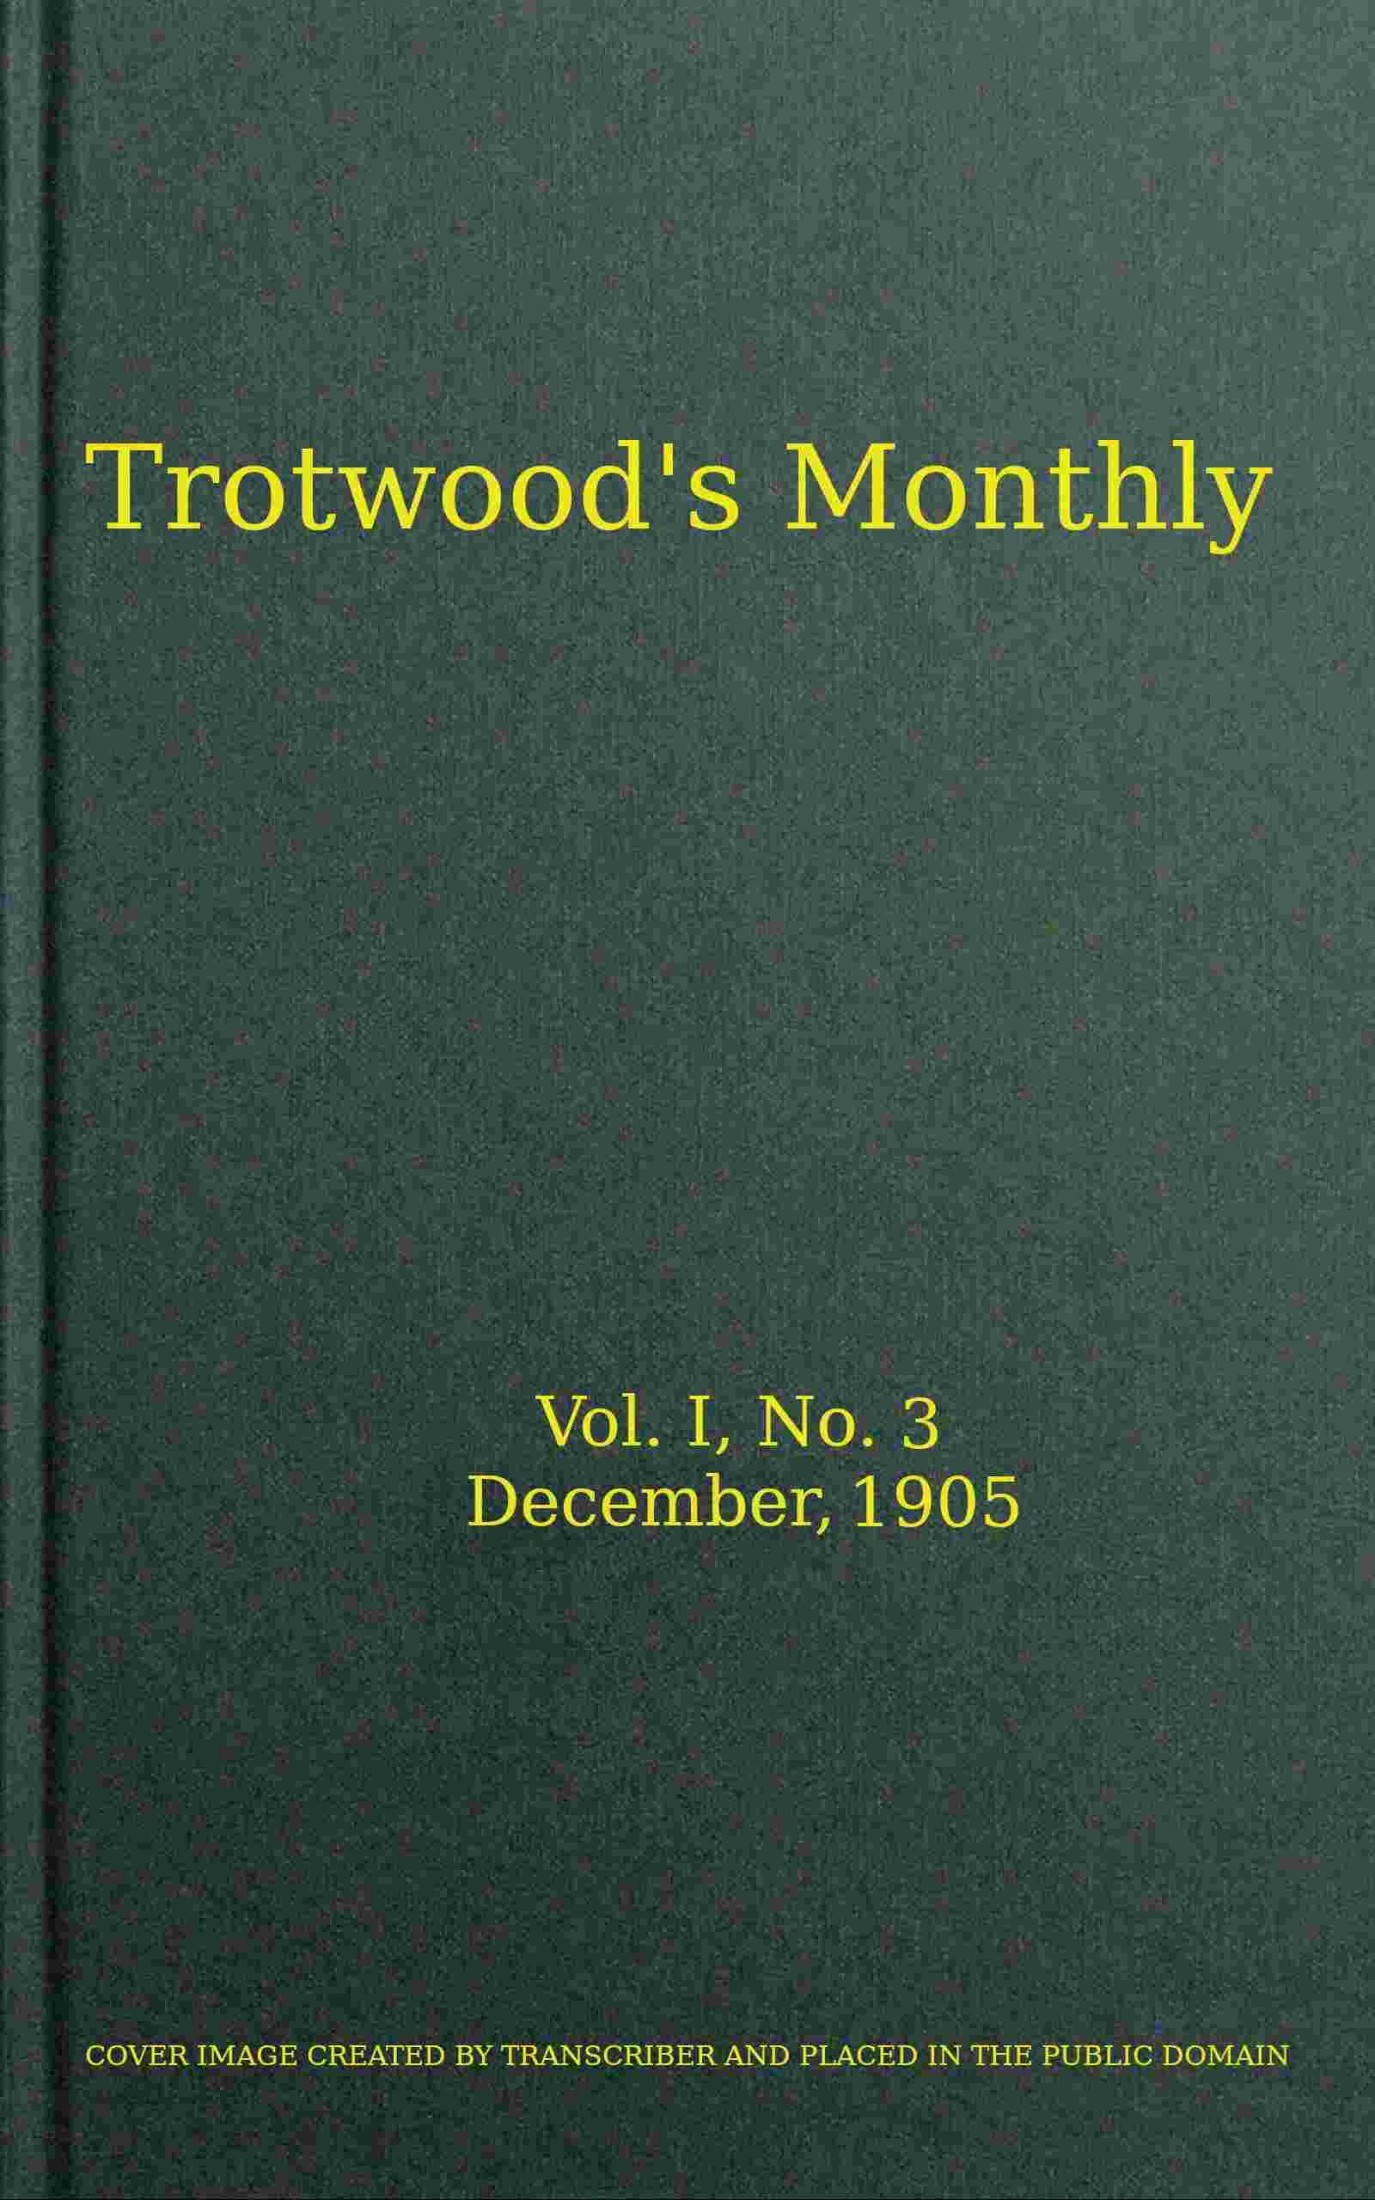 Trotwood's Monthly
Vol. I, No. 3
December, 1905
COVER IMAGE CREATED BY TRANSCRIBER AND PLACED IN THE PUBLIC DOMAIN